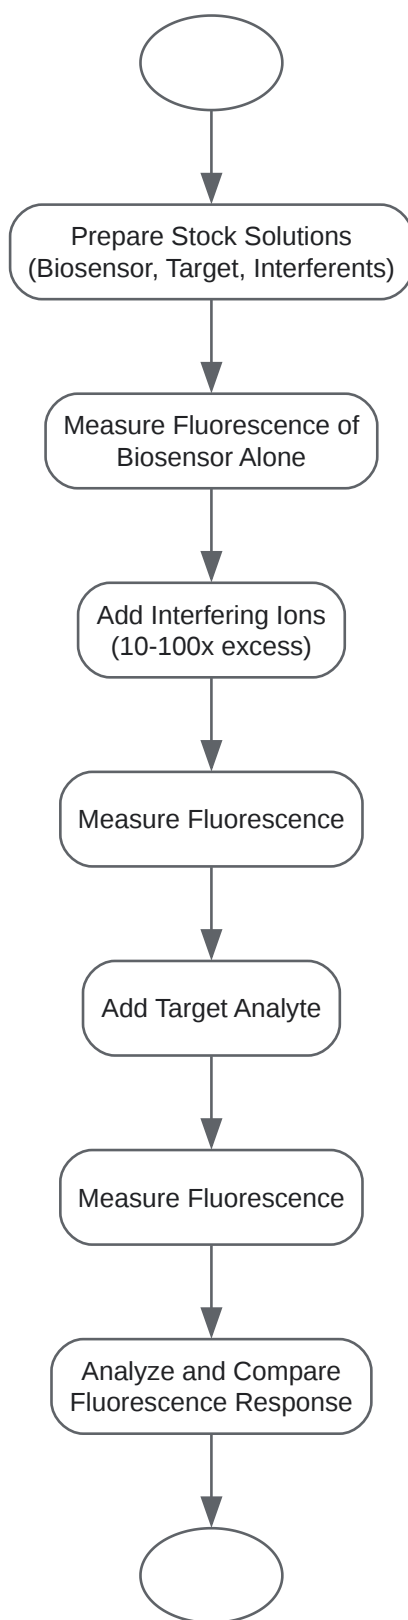 Prepare Stock Solutions
(Biosensor, Target, Interferents)
Measure Fluorescence of
Biosensor Alone
Add Interfering Ions
(10-100x excess)
Measure Fluorescence
Add Target Analyte
Measure Fluorescence
Analyze and Compare
Fluorescence Response